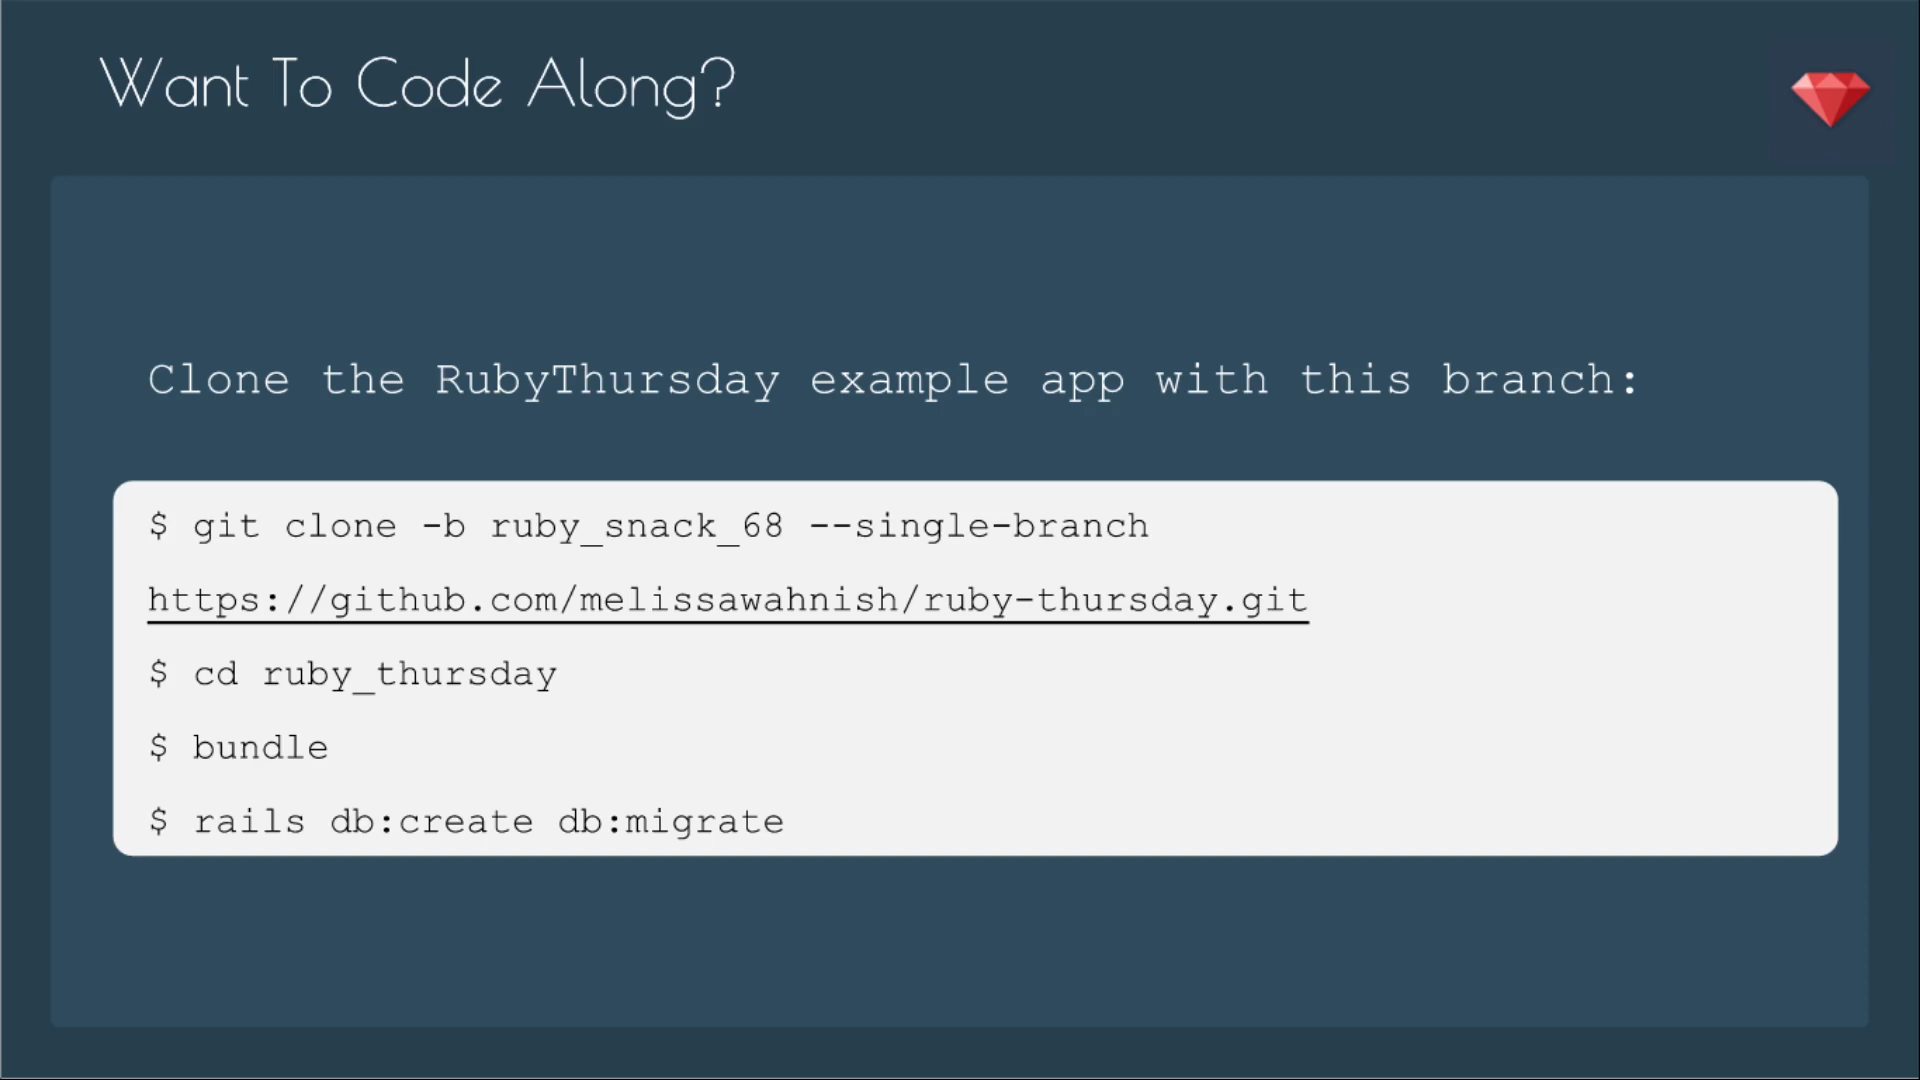 Want To Code Along?
Clone the RubyThursday example app with this branch:
$ git clone -b ruby_snack_68 --single-branch
https://github.com/melissawahnish/ruby-thursday.git
$ cd ruby_thursday
$ bundle
$ rails db:create db:migrate